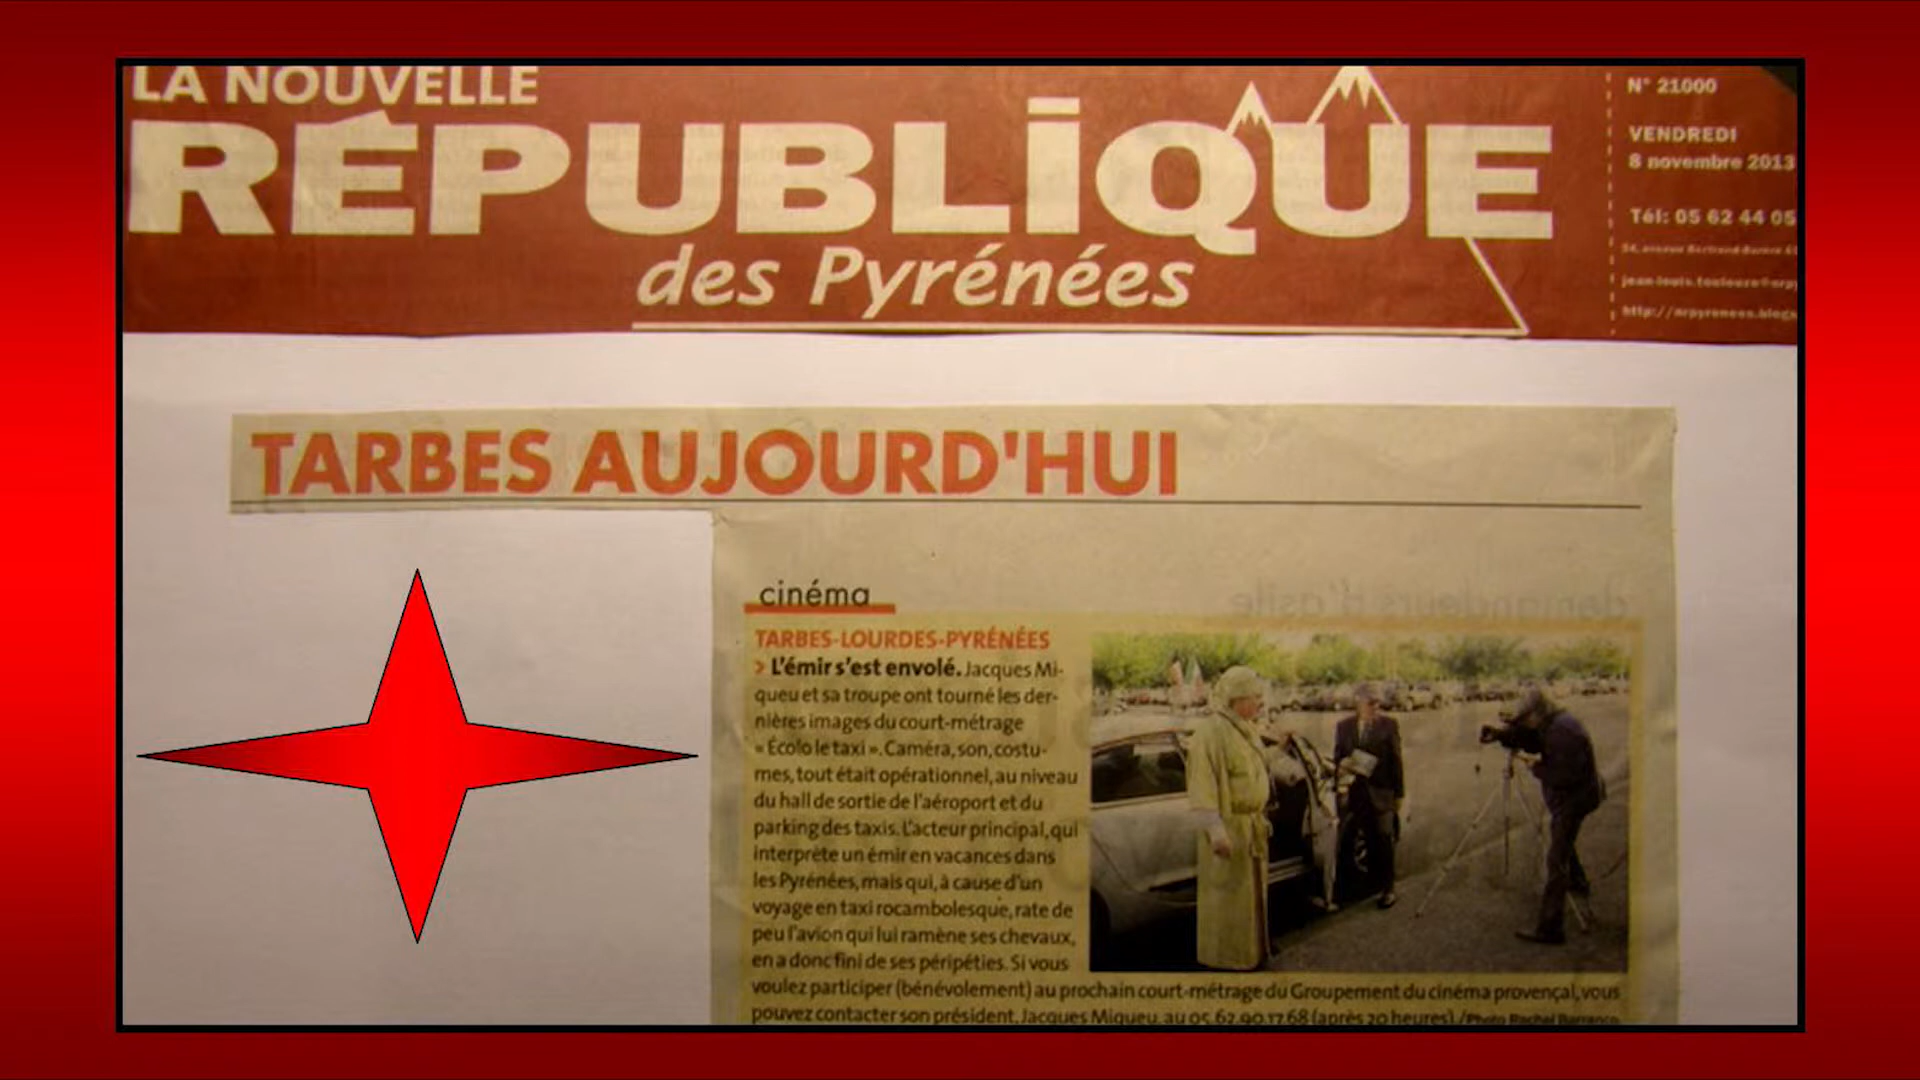 LA NOUVELLE
RÉPUBLIQUE
des Pyrénées
N° 21000
VENDREDI
8 novembre 2013
Tél: 05 62 44 05
TARBES AUJOURD'HUI
cinéma
TARBES-LOURDES-PYRÉNÉES
> L'émir s'est envolé. Jacques Mi-
queu et sa troupe ont tourné les der-
nières images du court-métrage
« Écolo le taxi ». Caméra, son, costu-
mes, tout était opérationnel, au niveau
du hall de sortie de l'aéroport et du
parking des taxis. L'acteur principal, qui
interprète un émir en vacances dans
les Pyrénées, mais qui, à cause d'un
voyage en taxi rocambolesque, rate de
peu l'avion qui lui ramène ses chevaux,
en a donc fini de ses péripéties. Si vous
voulez participer (bénévolement) au prochain court-métrage du Groupement du cinéma provençal, vous
pouvez contacter son président, Jacques Miqueu, au 05.62.90.17.68 (après 20 heures). /Photo Rachel Barranco